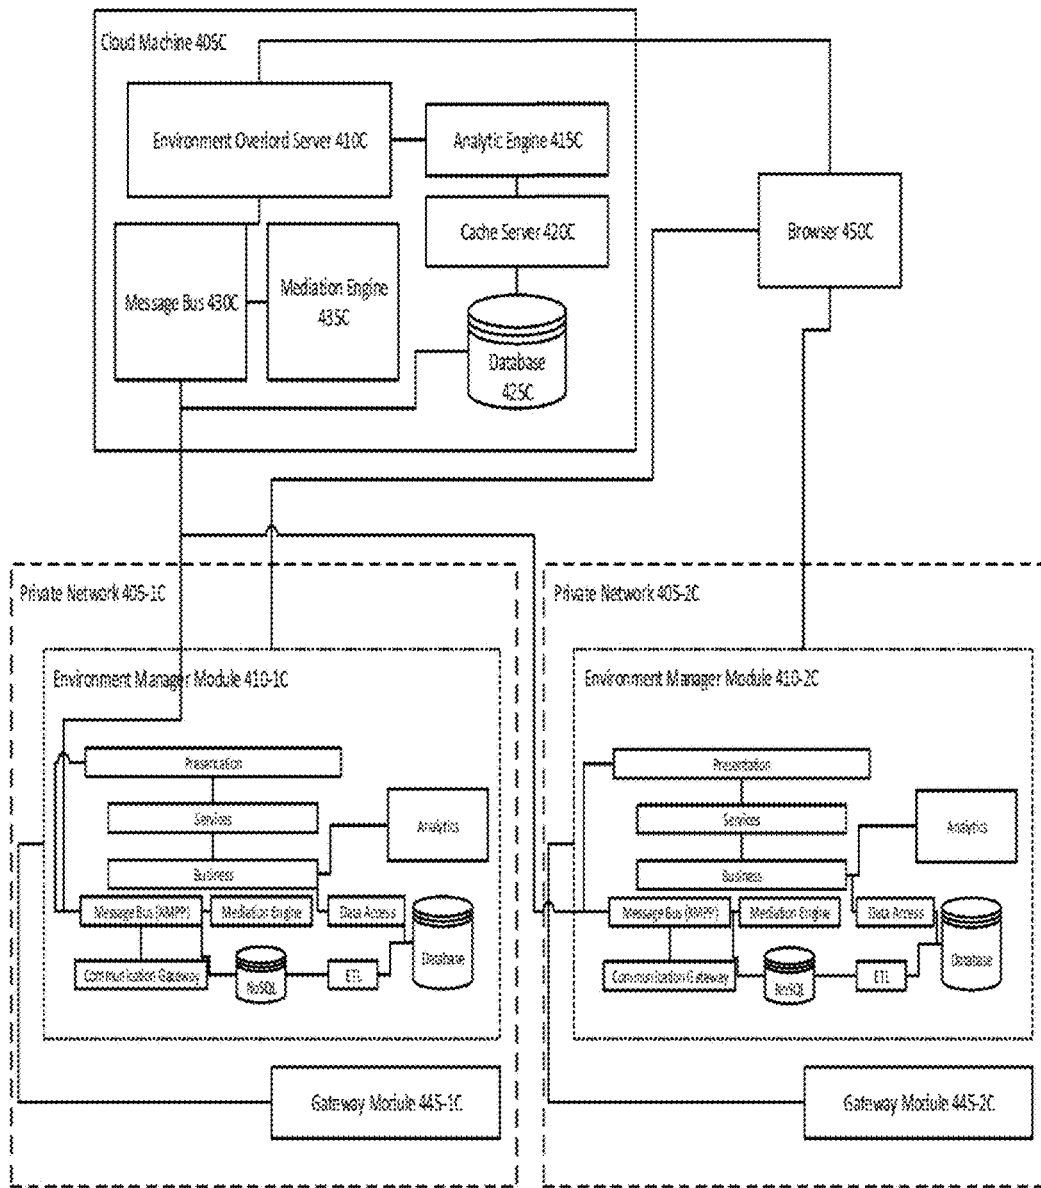 Cloud Machine 405C
Environment Overlord Server 410C
Analytic Engine 415C
Cache Server 420C
Browser 450C
Message Bus 430C
Mediation Engine
435C
Database
425C
Private Network 405-1C
Environment Manager Module 410-1C
Presentation
Services
Business
Analytics
Message Bus (XMPP)
Mediation Engine
Data Access
Communication Gateway
NoSQL
ETL
Database
Gateway Module 445-1C
Private Network 405-2C
Environment Manager Module 410-2C
Presentation
Services
Business
Analytics
Message Bus (XMPP)
Mediation Engine
Data Access
Communication Gateway
NoSQL
ETL
Database
Gateway Module 445-2C